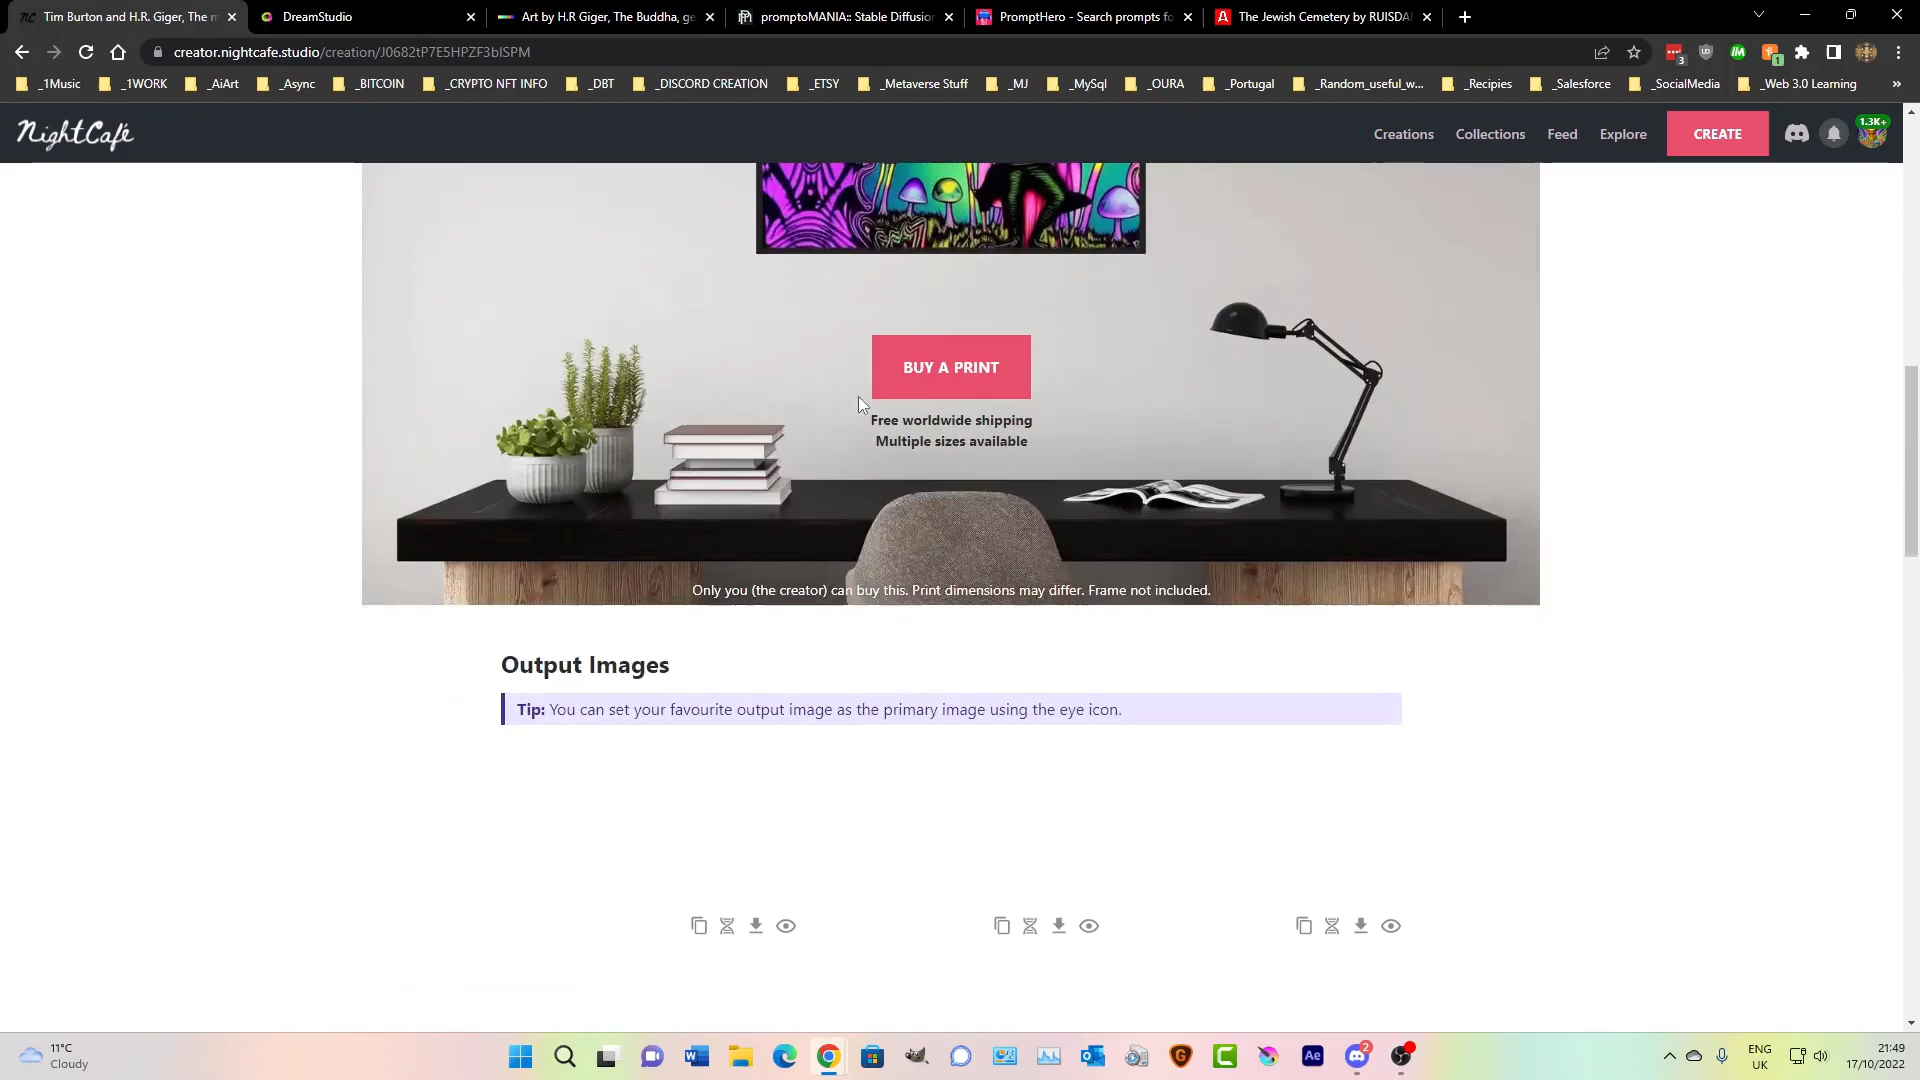 Tim Burton and H.R. Giger, The m
DreamStudio
Art by H.R Giger, The Buddha, ge
promptoMANIA:: Stable Diffusion
PromptHero - Search prompts fo
The Jewish Cemetery by RUISDA
creator.nightcafe.studio/creation/J0682tP7E5HPZF3bISPM
3
1
_1Music
_1WORK
_AiArt
_Async
_BITCOIN
_CRYPTO NFT INFO
_DBT
_DISCORD CREATION
_ETSY
_Metaverse Stuff
_MJ
_MySql
_OURA
_Portugal
_Random_useful_w...
_Recipies
_Salesforce
_SocialMedia
_Web 3.0 Learning
»
NightCafé
Creations
Collections
Feed
Explore
CREATE
1.3K+
BUY A PRINT
Free worldwide shipping
Multiple sizes available
Only you (the creator) can buy this. Print dimensions may differ. Frame not included.
Output Images
Tip: You can set your favourite output image as the primary image using the eye icon.
11°C
Cloudy
2
ENG
UK
21:49
17/10/2022